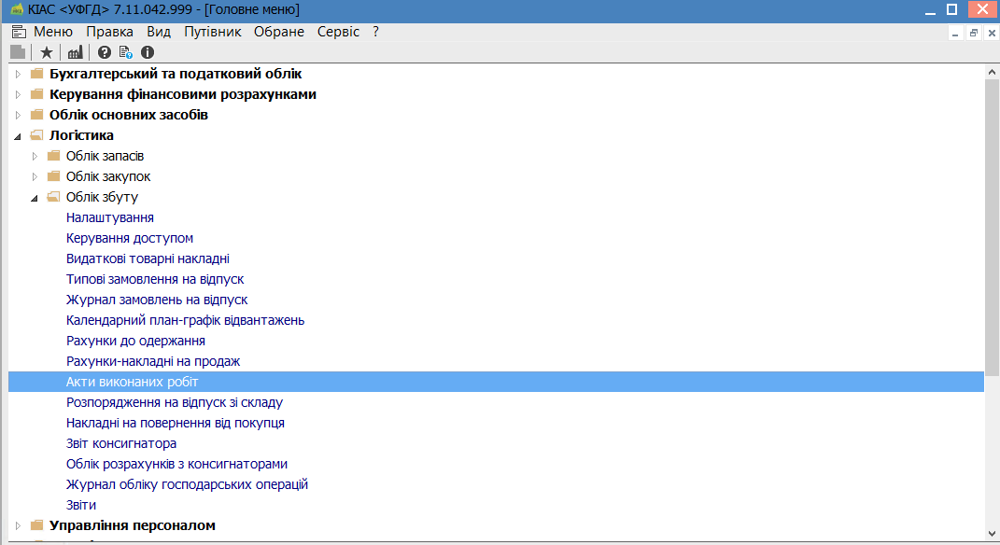 КІАС <УФГД> 7.11.042.999 - [Головне меню]
Меню Правка Вид Путівник Обране Сервіс ?
Бухгалтерський та податковий облік
Керування фінансовими розрахунками
Облік основних засобів
Логістика
Облік запасів
Облік закупок
Облік збуту
Налаштування
Керування доступом
Видаткові товарні накладні
Типові замовлення на відпуск
Журнал замовлень на відпуск
Календарний план-графік відвантажень
Рахунки до одержання
Рахунки-накладні на продаж
Акти виконаних робіт
Розпорядження на відпуск зі складу
Накладні на повернення від покупця
Звіт консигнатора
Облік розрахунків з консигнаторами
Журнал обліку господарських операцій
Звіти
Управління персоналом